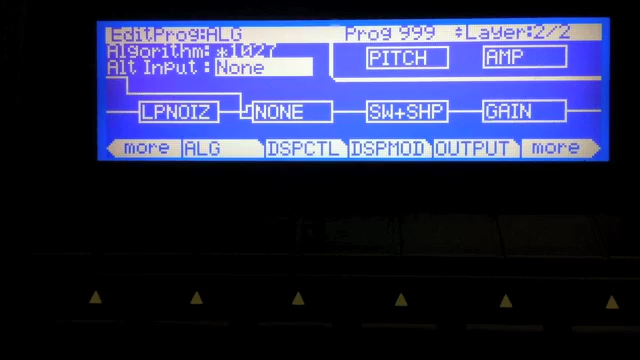 EditProg:ALG Prog 999 Layer:2/2
Algorithm: *1027
Alt Input : None
PITCH AMP
LPNOIZ NONE SW+SHP GAIN
more ALG DSPCTL DSPMOD OUTPUT more